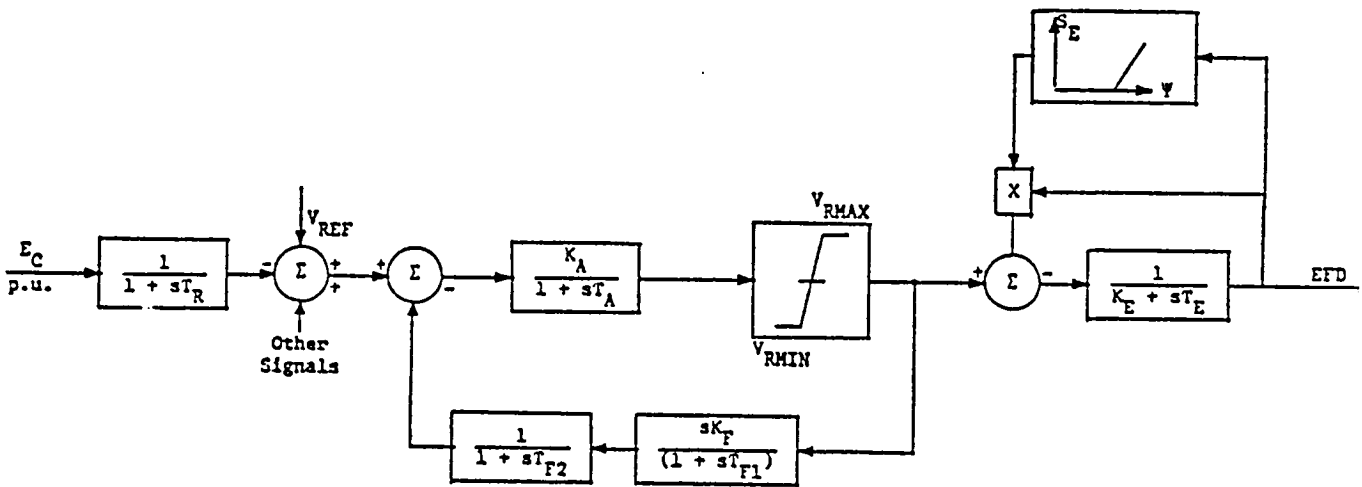 S_E
Ψ
X
V_RMAX
V_REF
E_C
p.u.
1
1 + sT_R
- Σ +
+
+ Σ
-
K_A
1 + sT_A
+ Σ -
1
K_E + sT_E
EFD
Other
Signals
V_RMIN
1
1 + sT_F2
sK_F
(1 + sT_F1)